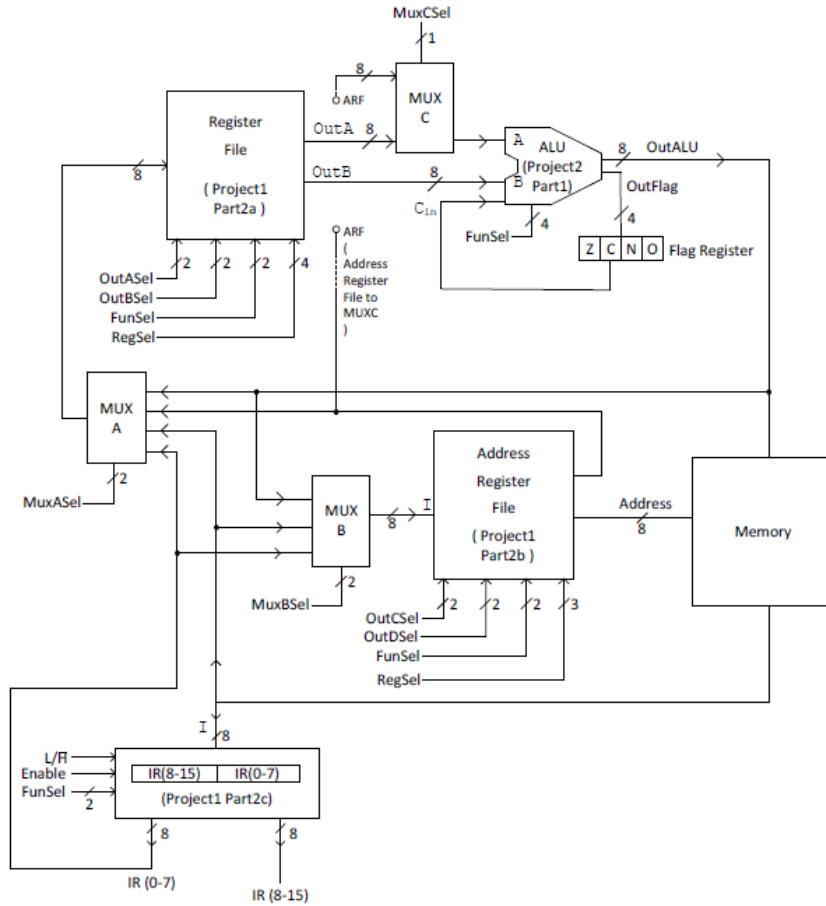 MuxCSel
1
8
MUX
C
ARF
Register
File
( Project1
Part2a )
OutA
8
OutB
8
8
A
ALU
(Project2
Part1)
B
Cin
8
OutALU
OutFlag
4
4
FunSel
Z C N O
Flag Register
ARF
(
Address
Register
File to
MUXC
)
2
2
2
4
OutASel
OutBSel
FunSel
RegSel
MUX
A
2
MuxASel
MUX
B
8
I
2
MuxBSel
Address
Register
File
( Project1
Part2b )
Address
8
Memory
2
2
2
3
OutCSel
OutDSel
FunSel
RegSel
I
8
L/H̅
Enable
FunSel
2
IR(8-15) IR(0-7)
(Project1 Part2c)
8
8
IR (0-7)
IR (8-15)